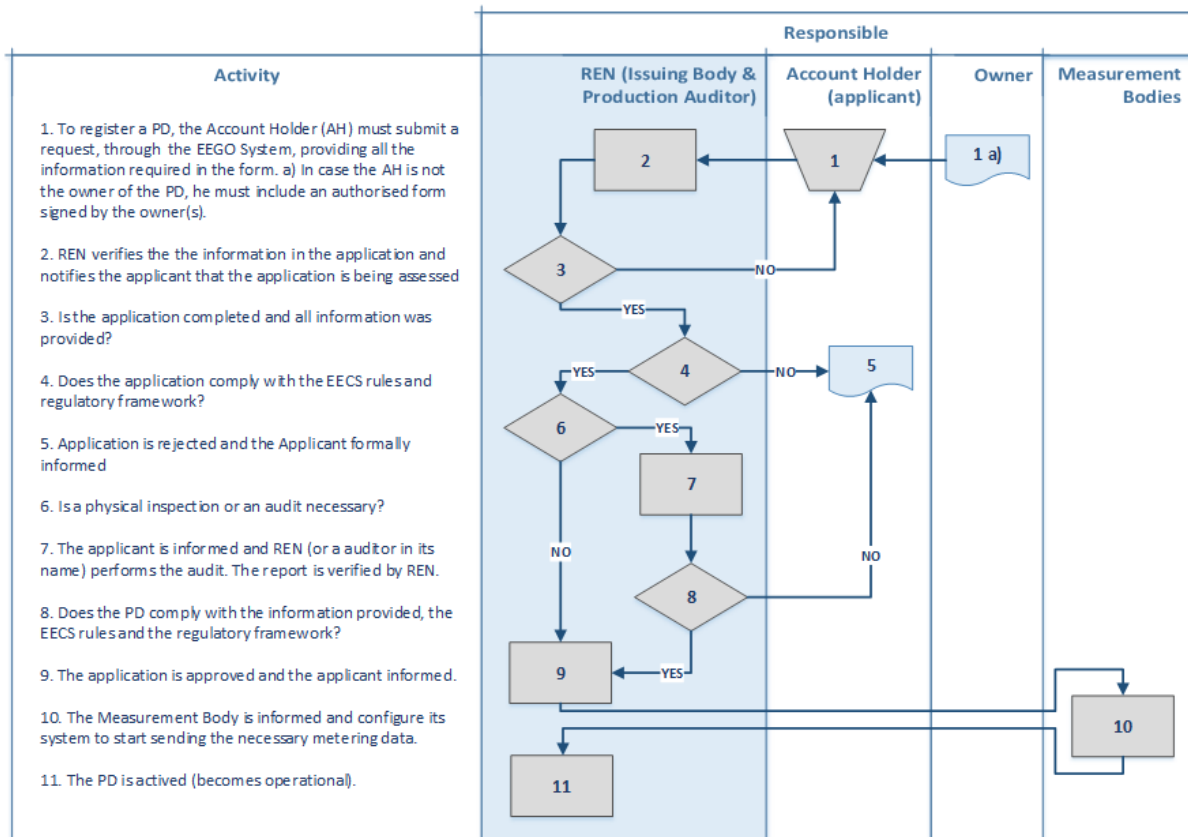 Responsible
Activity
REN (Issuing Body &
Production Auditor)
Account Holder
(applicant)
Owner
Measurement
Bodies
1. To register a PD, the Account Holder (AH) must submit a
request, through the EEGO System, providing all the
information required in the form. a) In case the AH is not
the owner of the PD, he must include an authorised form
signed by the owner(s).
2. REN verifies the the information in the application and
notifies the applicant that the application is being assessed
3. Is the application completed and all information was
provided?
4. Does the application comply with the EECS rules and
regulatory framework?
5. Application is rejected and the Applicant formally
informed
6. Is a physical inspection or an audit necessary?
7. The applicant is informed and REN (or a auditor in its
name) performs the audit. The report is verified by REN.
8. Does the PD comply with the information provided, the
EECS rules and the regulatory framework?
9. The application is approved and the applicant informed.
10. The Measurement Body is informed and configure its
system to start sending the necessary metering data.
11. The PD is actived (becomes operational).
2
1
1 a)
3
NO
YES
4
YES
NO
5
6
YES
7
NO
NO
8
9
YES
10
11